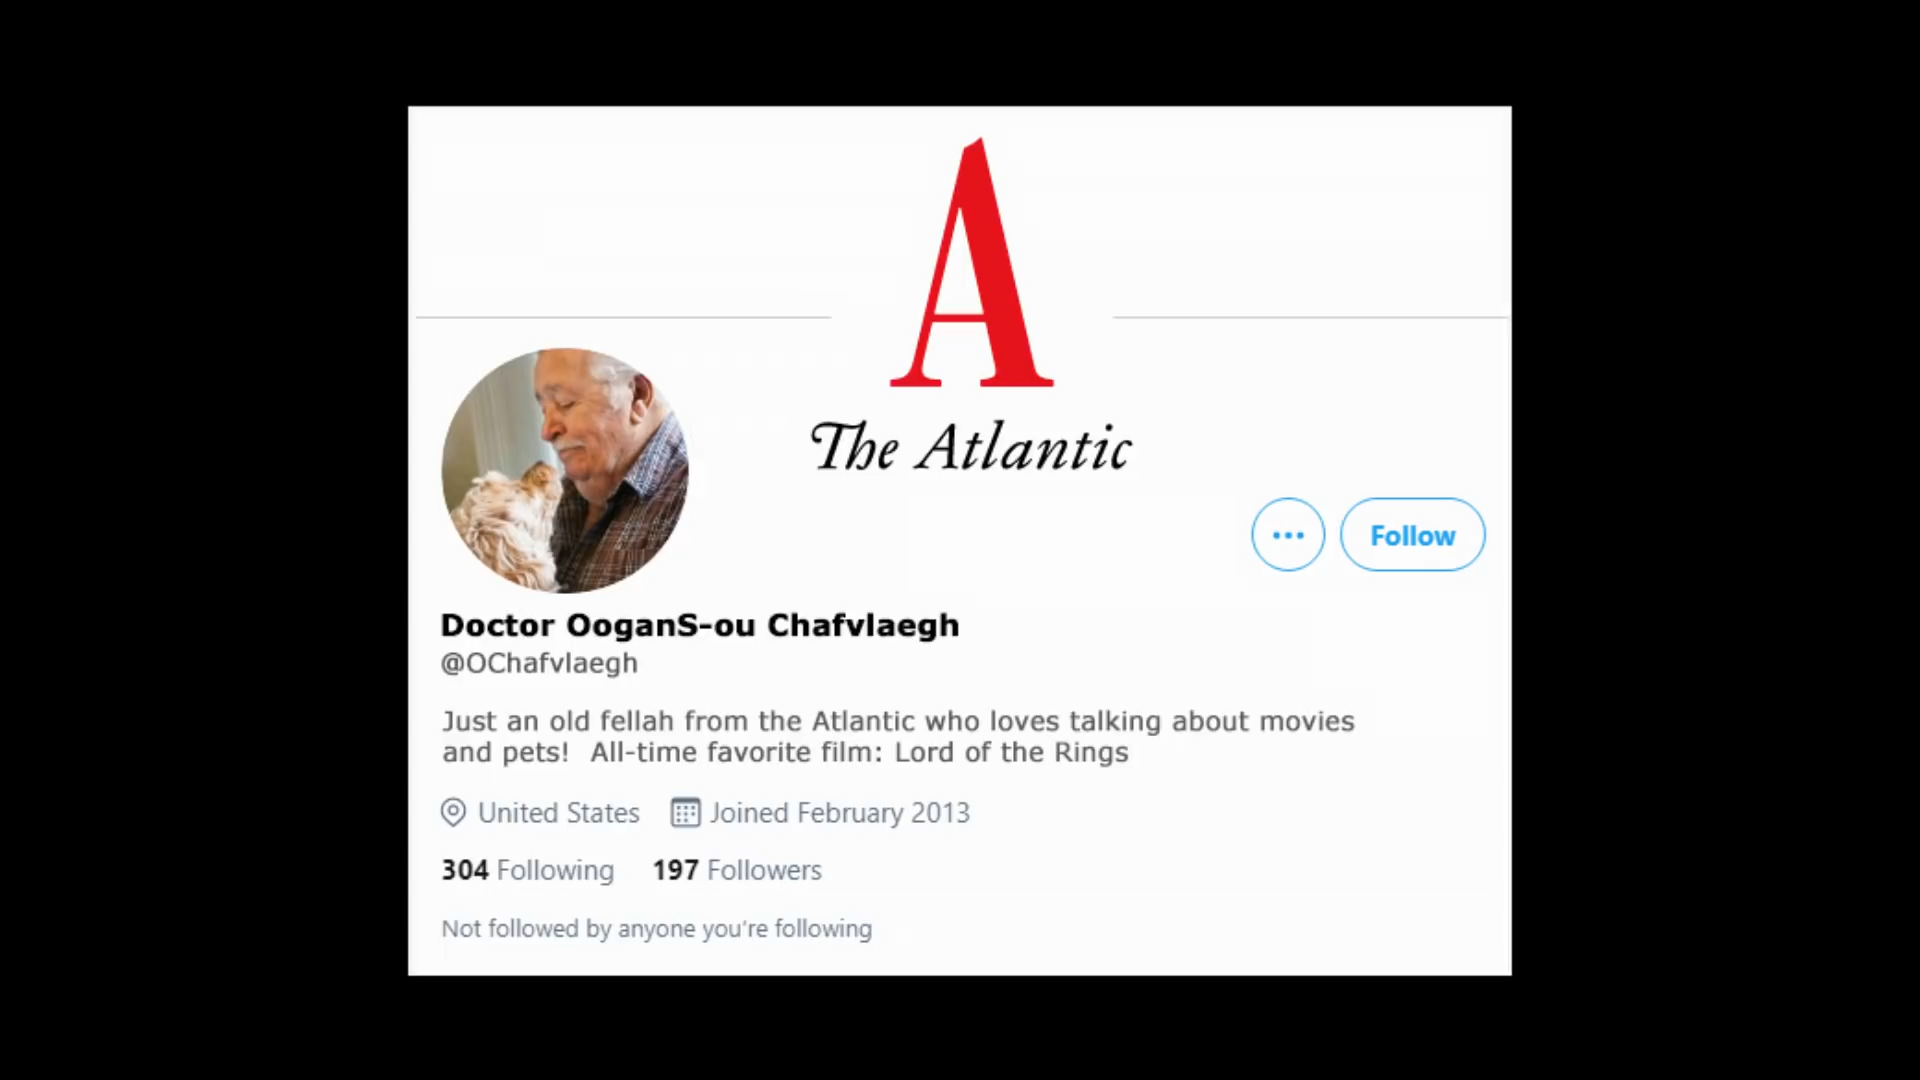 A
The Atlantic
...
Follow
Doctor OoganS-ou Chafvlaegh
@OChafvlaegh
Just an old fellah from the Atlantic who loves talking about movies
and pets!  All-time favorite film: Lord of the Rings
United States Joined February 2013
304 Following 197 Followers
Not followed by anyone you're following